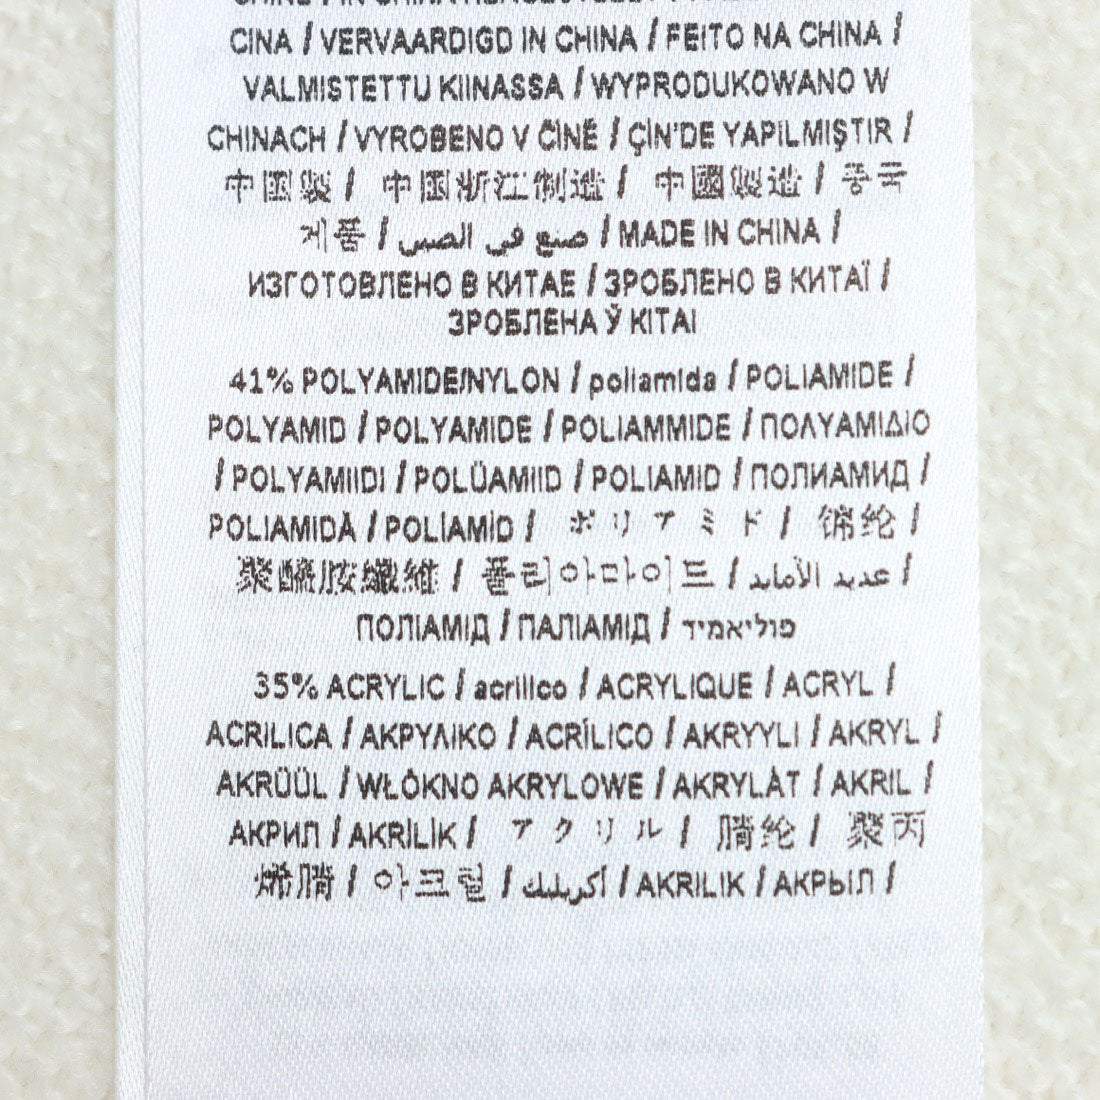 CINA / VERVAARDIGD IN CHINA / FEITO NA CHINA /
VALMISTETTU KIINASSA / WYPRODUKOWANO W
CHINACH / VYROBENO V ČÍNĚ / ÇİN'DE YAPILMIŞTIR /
中国製 / 中国浙江制造 / 中國製造 / 중국
제품 / صنع في الصين / MADE IN CHINA /
ИЗГОТОВЛЕНО В КИТАЕ / ЗРОБЛЕНО В КИТАЇ /
ЗРОБЛЕНА Ў КІТАІ
41% POLYAMIDE/NYLON / poliamida / POLIAMIDE /
POLYAMID / POLYAMIDE / POLIAMMIDE / ΠΟΛΥΑΜΙΔΙΟ
/ POLYAMIIDI / POLÜAMIID / POLIAMID / ПОЛИАМИД /
POLIAMIDĂ / POLİAMİD / ポリアミド / 锦纶 /
聚醯胺纖維 / 폴리아마이드 / عديد الأمايد /
ПОЛІАМІД / ПАЛІАМІД / פוליאמיד
35% ACRYLIC / acrílico / ACRYLIQUE / ACRYL /
ACRILICA / ΑΚΡΥΛΙΚΟ / ACRÍLICO / AKRYYLI / AKRYL /
AKRÜÜL / WŁÓKNO AKRYLOWE / AKRYLÁT / AKRIL /
АКРИЛ / AKRİLİK / アクリル / 腈纶 / 聚丙
烯腈 / 아크릴 / أكريليك / AKRILIK / АКРЫЛ /